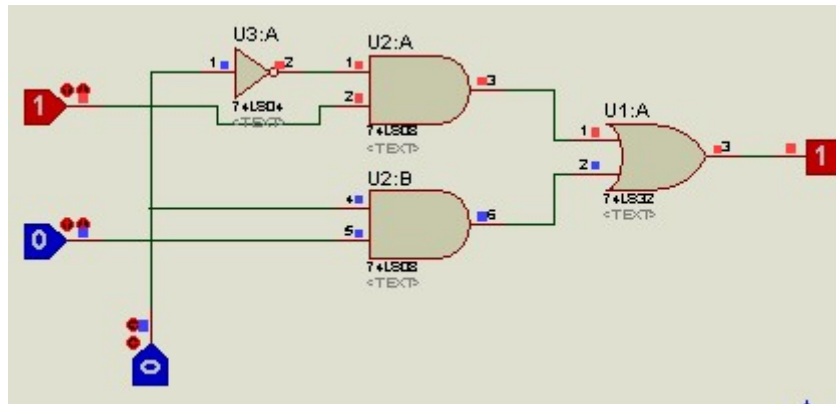 U3:A
U2:A
1
2
1
3
2
1
74LS04
<TEXT>
74LS08
<TEXT>
U1:A
1
3
1
2
74LS32
<TEXT>
U2:B
4
6
5
0
74LS08
<TEXT>
0